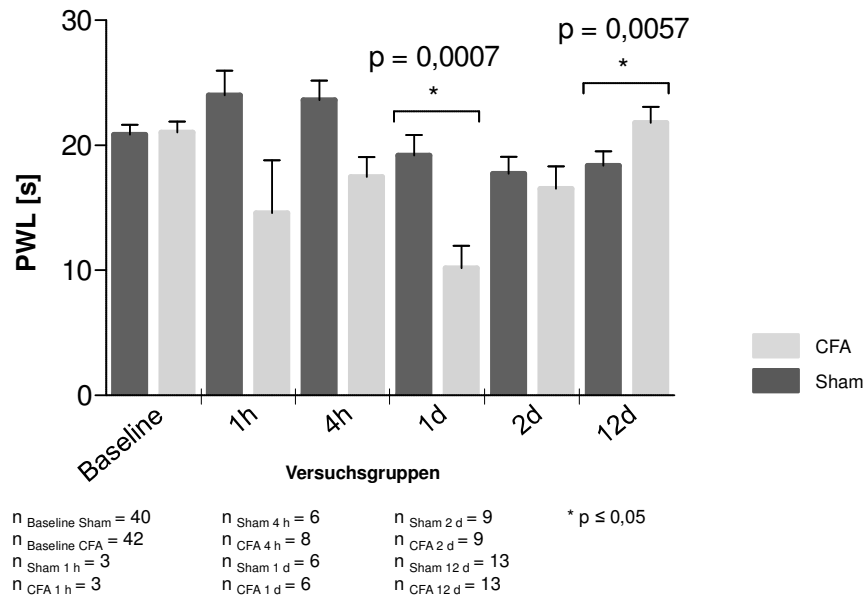 30
20
10
0
PWL [s]
p = 0,0007
*
p = 0,0057
*
Baseline
1h
4h
1d
2d
12d
Versuchsgruppen
CFA
Sham
n Baseline Sham = 40
n Baseline CFA = 42
n Sham 1 h = 3
n CFA 1 h = 3
n Sham 4 h = 6
n CFA 4 h = 8
n Sham 1 d = 6
n CFA 1 d = 6
n Sham 2 d = 9
n CFA 2 d = 9
n Sham 12 d = 13
n CFA 12 d = 13
* p ≤ 0,05